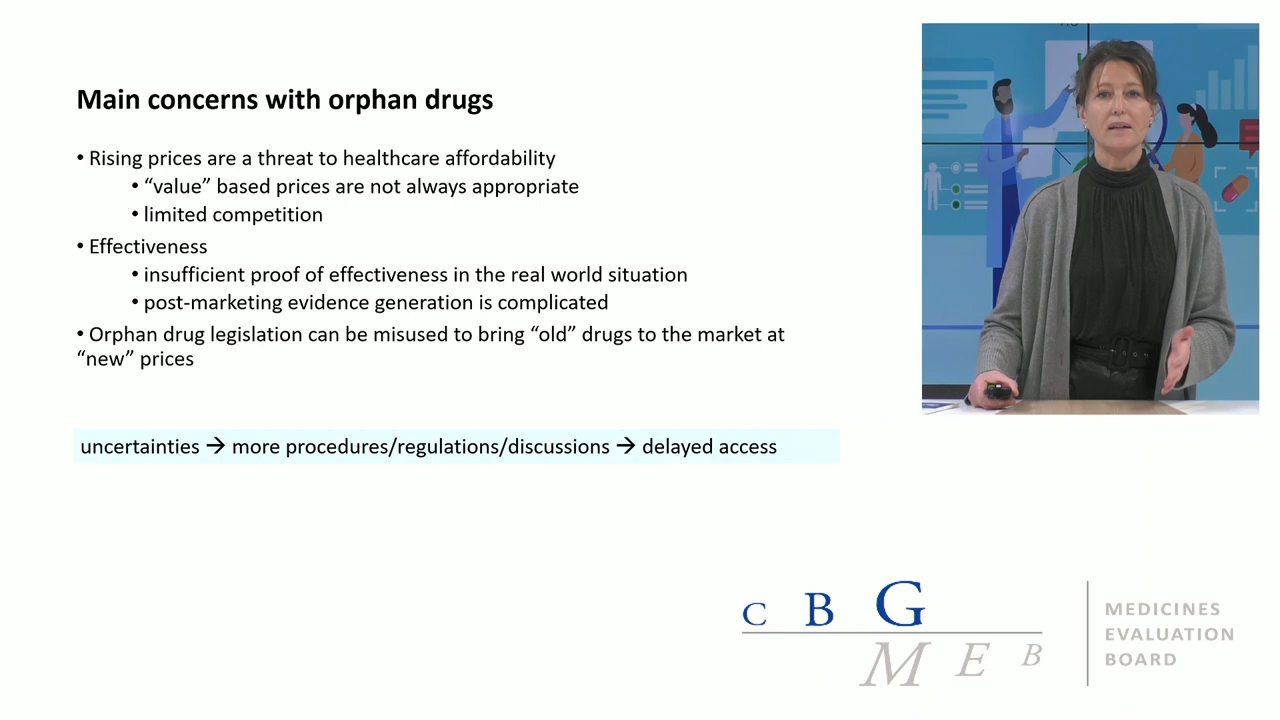 Main concerns with orphan drugs
• Rising prices are a threat to healthcare affordability
• “value” based prices are not always appropriate
• limited competition
• Effectiveness
• insufficient proof of effectiveness in the real world situation
• post-marketing evidence generation is complicated
• Orphan drug legislation can be misused to bring “old” drugs to the market at
“new” prices
uncertainties → more procedures/regulations/discussions → delayed access
C B G
M E B
MEDICINES
EVALUATION
BOARD